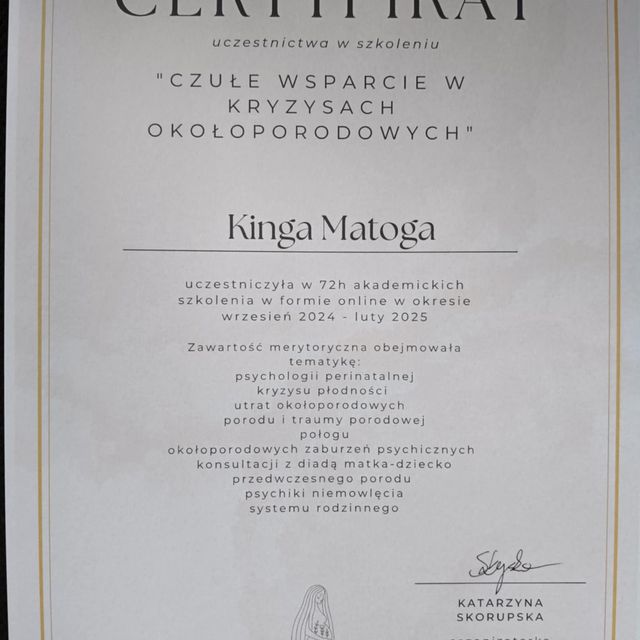 CERTYFIKAT
uczestnictwa w szkoleniu
"CZUŁE WSPARCIE W
KRYZYSACH
OKOŁOPORODOWYCH"
Kinga Matoga
uczestniczyła w 72h akademickich
szkolenia w formie online w okresie
wrzesień 2024 - luty 2025
Zawartość merytoryczna obejmowała
tematykę:
psychologii perinatalnej
kryzysu płodności
utrat okołoporodowych
porodu i traumy porodowej
połogu
okołoporodowych zaburzeń psychicznych
konsultacji z diadą matka-dziecko
przedwczesnego porodu
psychiki niemowlęcia
systemu rodzinnego
KATARZYNA
SKORUPSKA